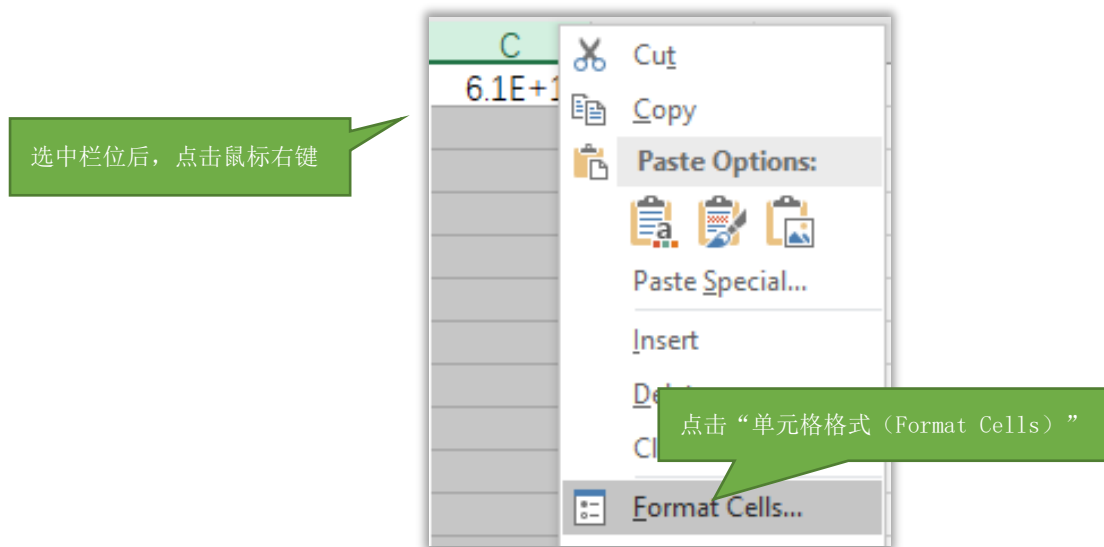 C
6.1E+1
选中栏位后，点击鼠标右键
Cut
Copy
Paste Options:
Paste Special...
Insert
点击“单元格格式（Format Cells）”
Format Cells...